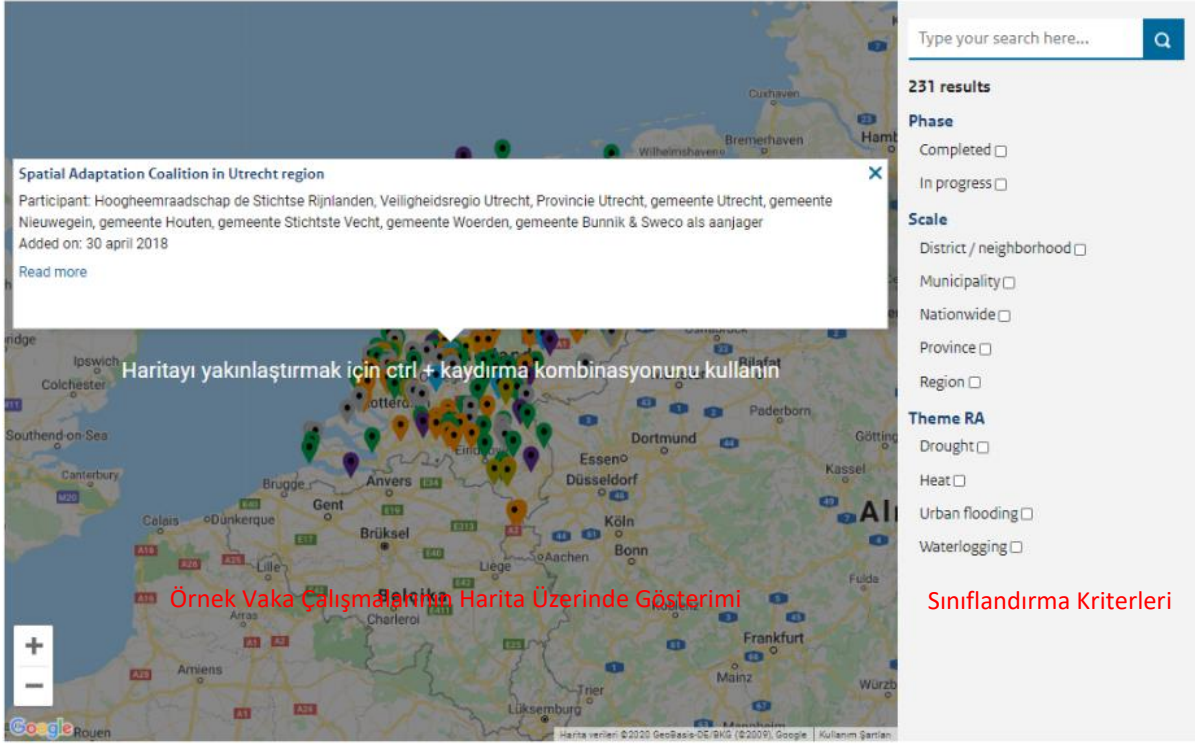 Cuxhaven
Bremerhaven
Wilhelmshaven
Spatial Adaptation Coalition in Utrecht region
Participant: Hoogheemraadschap de Stichtse Rijnlanden, Veiligheidsregio Utrecht, Provincie Utrecht, gemeente Utrecht, gemeente
Nieuwegein, gemeente Houten, gemeente Stichtste Vecht, gemeente Woerden, gemeente Bunnik & Sweco als aanjager
Added on: 30 april 2018
Read more
Ipswich
Haritayı yakınlaştırmak için ctrl + kaydırma kombinasyonunu kullanın
Colchester
Paderborn
Southend-on-Sea
Dortmund
Essen
Canterbury
Kassel
Brugge
Anvers
Düsseldorf
Gent
Calais
Dunkerque
Köln
Brüksel
Bonn
Lille
Liège
Aachen
Fulda
Örnek Vaka Çalışmalarının Harita Üzerinde Gösterimi
Belçika
Koblenz
Arras
Charleroi
Frankfurt
Amiens
Mainz
Trier
Lüksemburg
Google
Rouen
Harita verileri ©2020 GeoBasis-DE/BKG (©2009), Google
Kullanım Şartları
Type your search here...
231 results
Phase
Completed
In progress
Scale
District / neighborhood
Municipality
Nationwide
Province
Region
Theme RA
Drought
Heat
Urban flooding
Waterlogging
Sınıflandırma Kriterleri